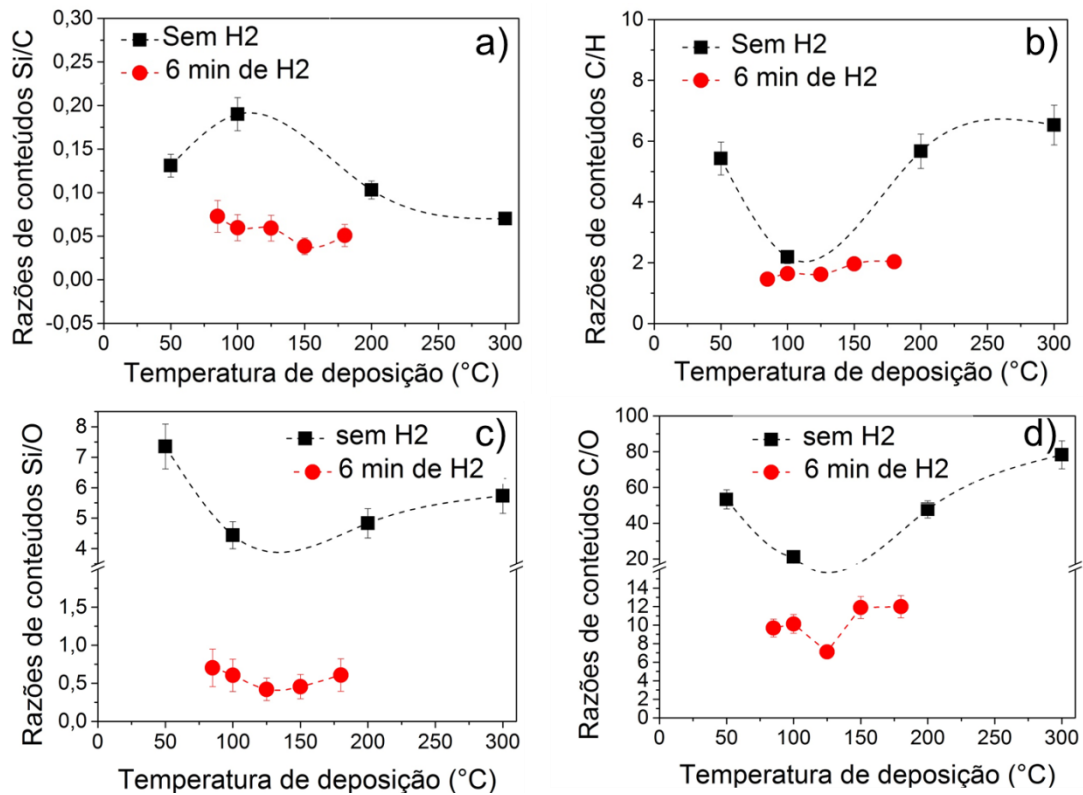 a)
Sem H2
6 min de H2
Razões de conteúdos Si/C
0,30
0,25
0,20
0,15
0,10
0,05
0,00
-0,05
0 50 100 150 200 250 300
Temperatura de deposição (°C)
b)
Sem H2
6 min de H2
Razões de conteúdos C/H
10
8
6
4
2
0
0 50 100 150 200 250 300
Temperatura de deposição (°C)
c)
sem H2
6 min de H2
Razões de conteúdos Si/O
8
7
6
5
4
1,5
1,0
0,5
0,0
0 50 100 150 200 250 300
Temperatura de deposição (°C)
d)
sem H2
6 min de H2
Razões de conteúdos C/O
100
80
60
40
20
14
12
10
8
6
4
2
0
0 50 100 150 200 250 300
Temperatura de deposição (°C)